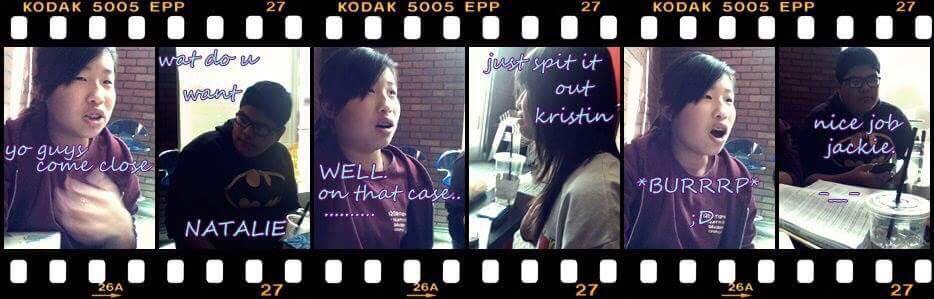 KODAK 5005 EPP 27 KODAK 5005 EPP 27 KODAK 5005 EPP 27
yo guys
come close
wat do u
want
NATALIE
WELL.
on that case..
..........
just spit it
out
kristin
*BURRRP*
;D
nice job
jackie.
-__-
26A 27 26A 27 26A 27